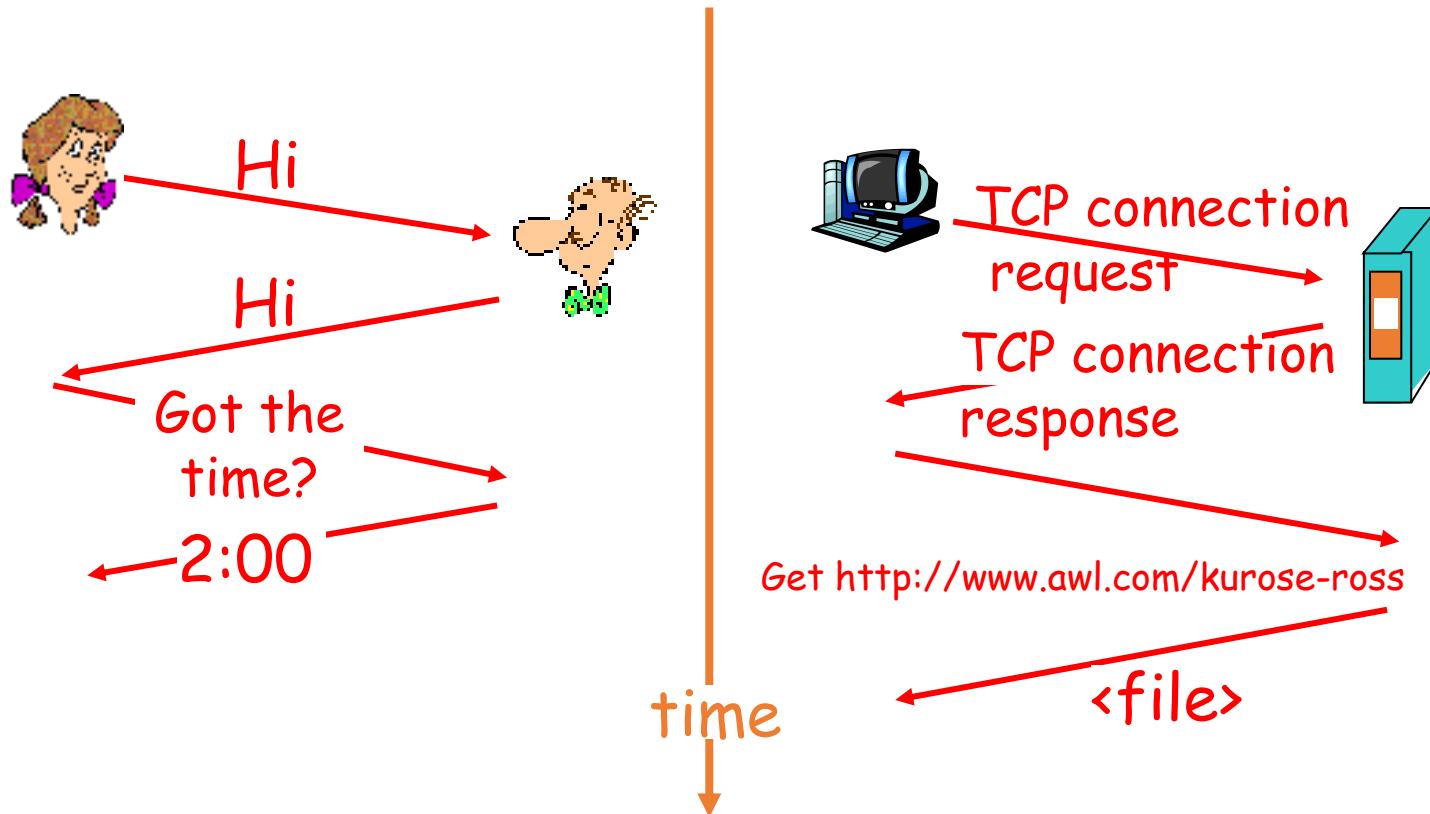 Hi
Hi
Got the
time?
2:00
time
TCP connection
request
TCP connection
response
Get http://www.awl.com/kurose-ross
<file>